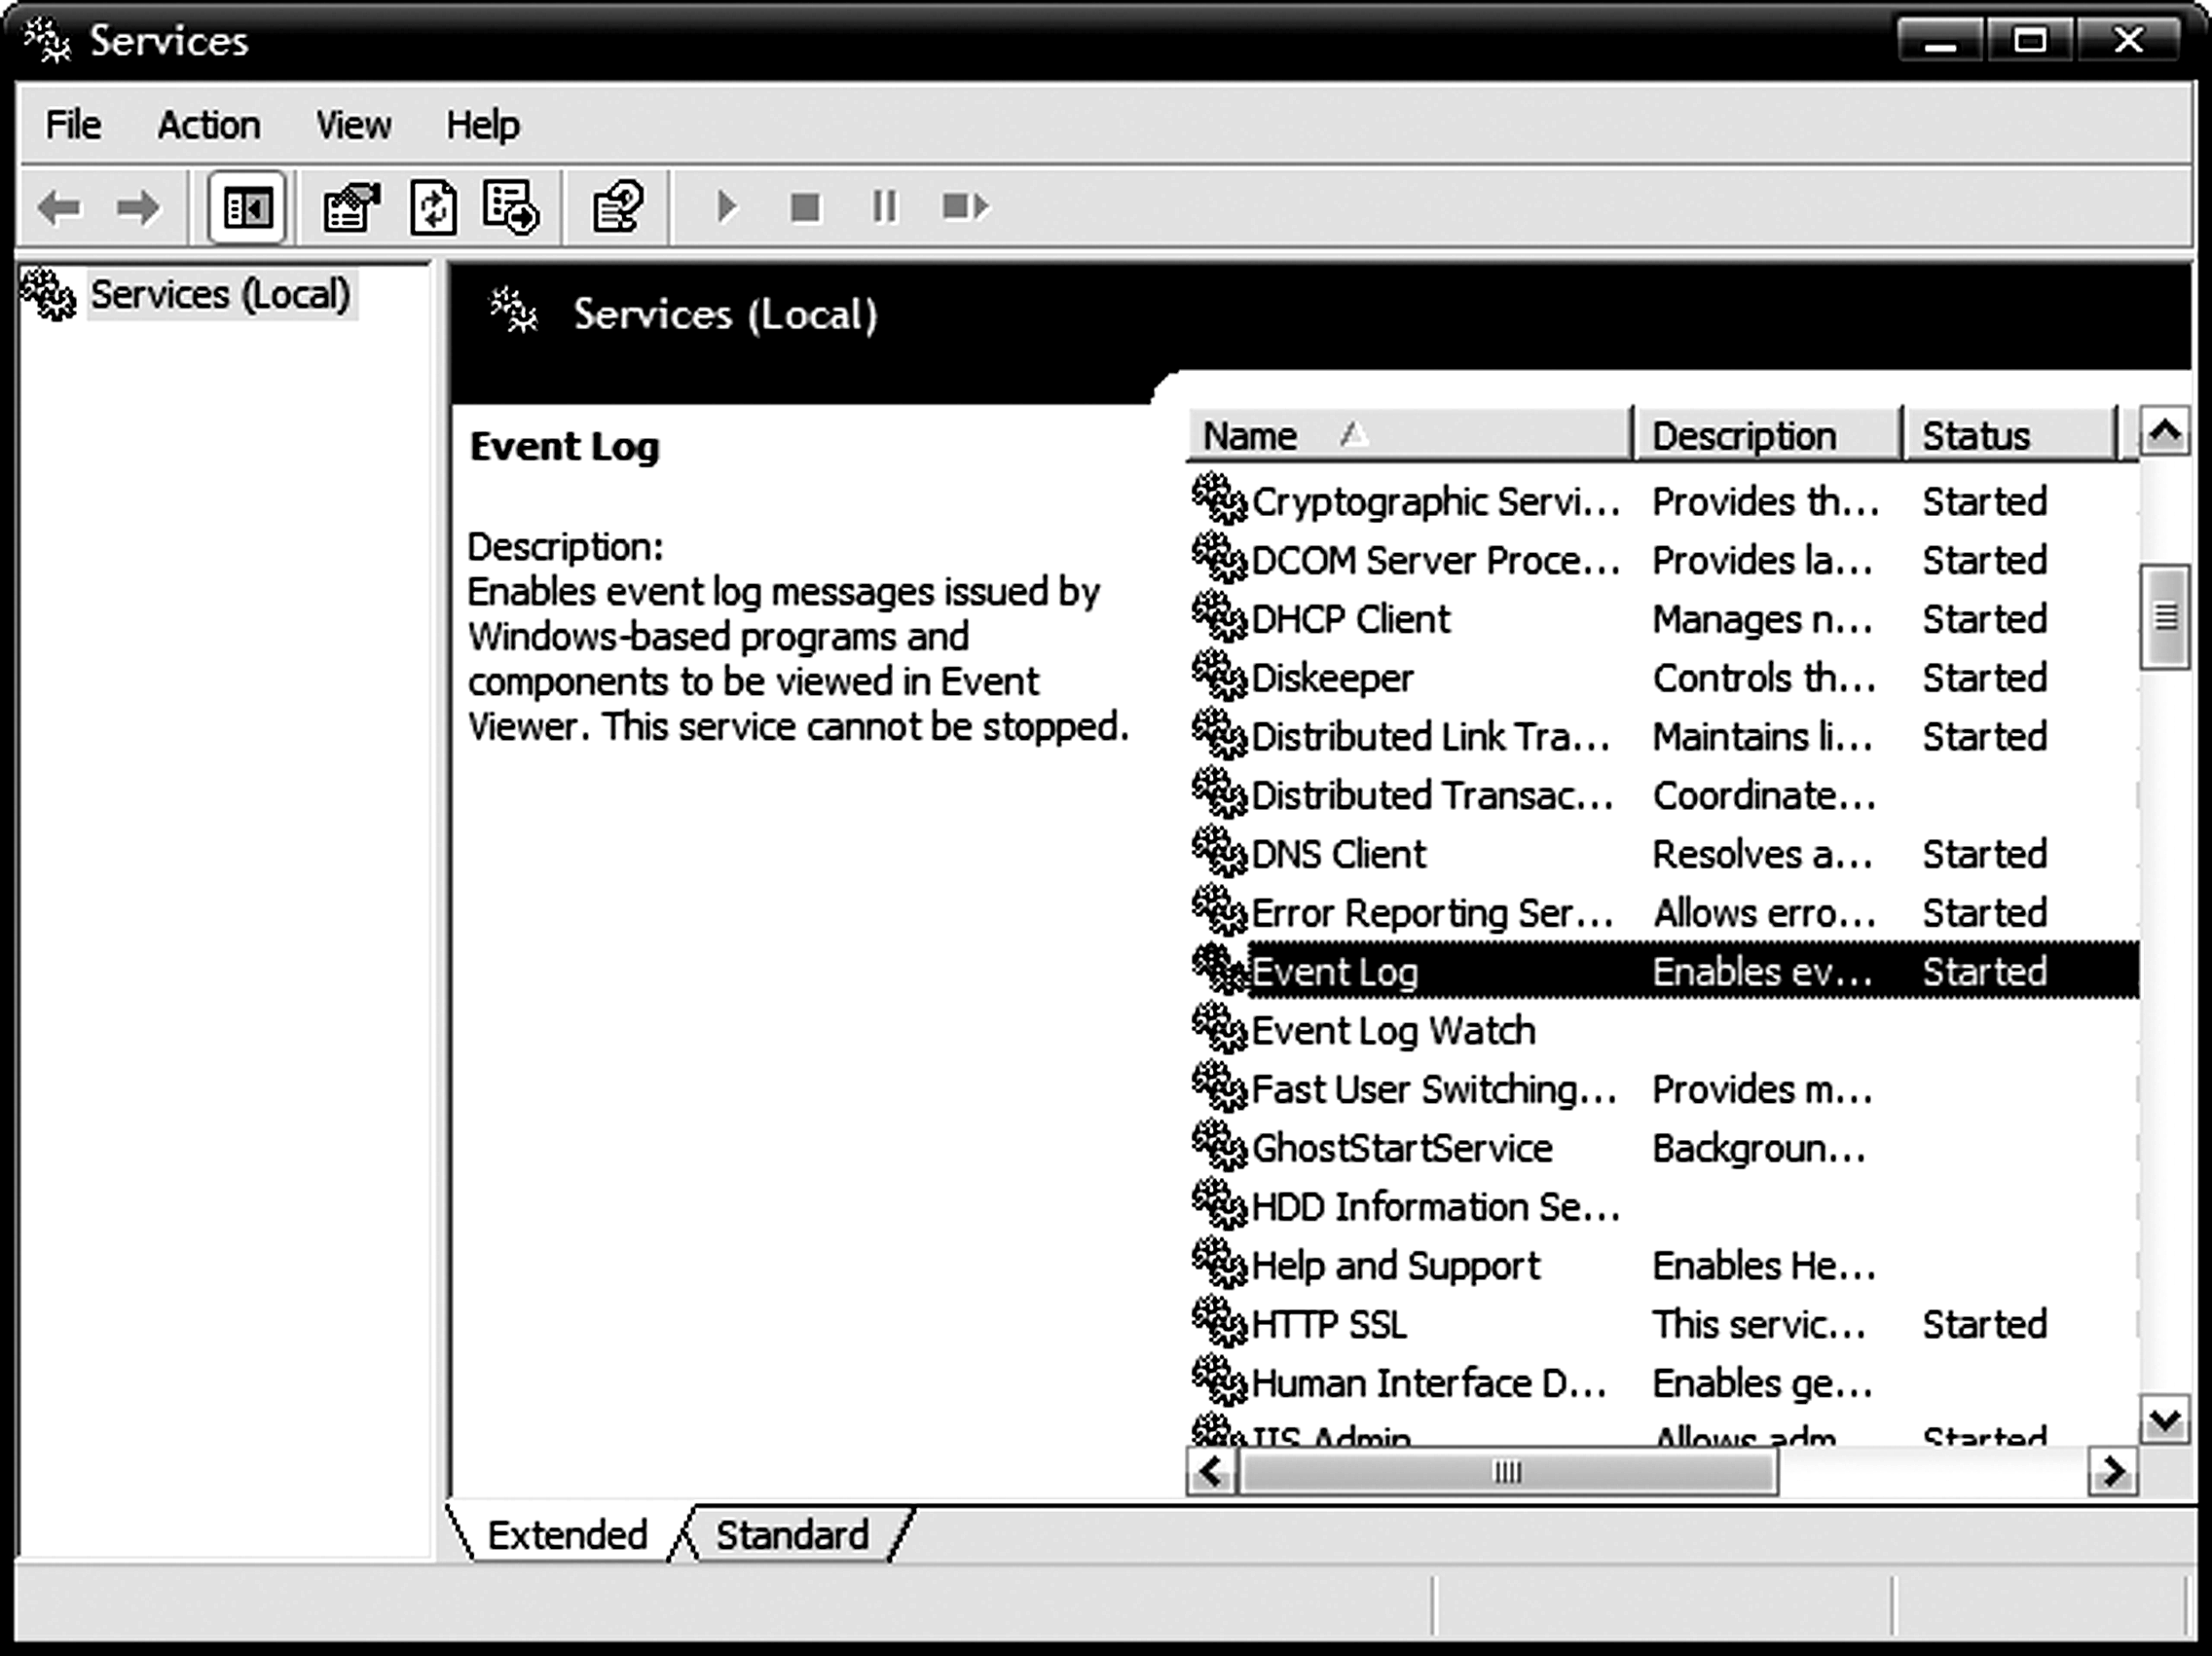 Services
File Action View Help
Services (Local)
Services (Local)
Event Log
Description:
Enables event log messages issued by
Windows-based programs and
components to be viewed in Event
Viewer. This service cannot be stopped.
Name Description Status
Cryptographic Servi... Provides th... Started
DCOM Server Proce... Provides la... Started
DHCP Client Manages n... Started
Diskeeper Controls th... Started
Distributed Link Tra... Maintains li... Started
Distributed Transac... Coordinate...
DNS Client Resolves a... Started
Error Reporting Ser... Allows erro... Started
Event Log Enables ev... Started
Event Log Watch
Fast User Switching... Provides m...
GhostStartService Backgroun...
HDD Information Se...
Help and Support Enables He...
HTTP SSL This servic... Started
Human Interface D... Enables ge...
IIS Admin Allows adm Started
Extended Standard